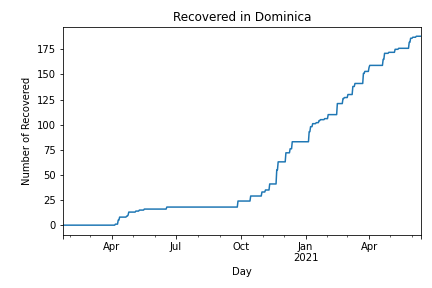 Recovered in Dominica
Number of Recovered
175
150
125
100
75
50
25
0
Apr
Jul
Oct
Jan
2021
Apr
Day